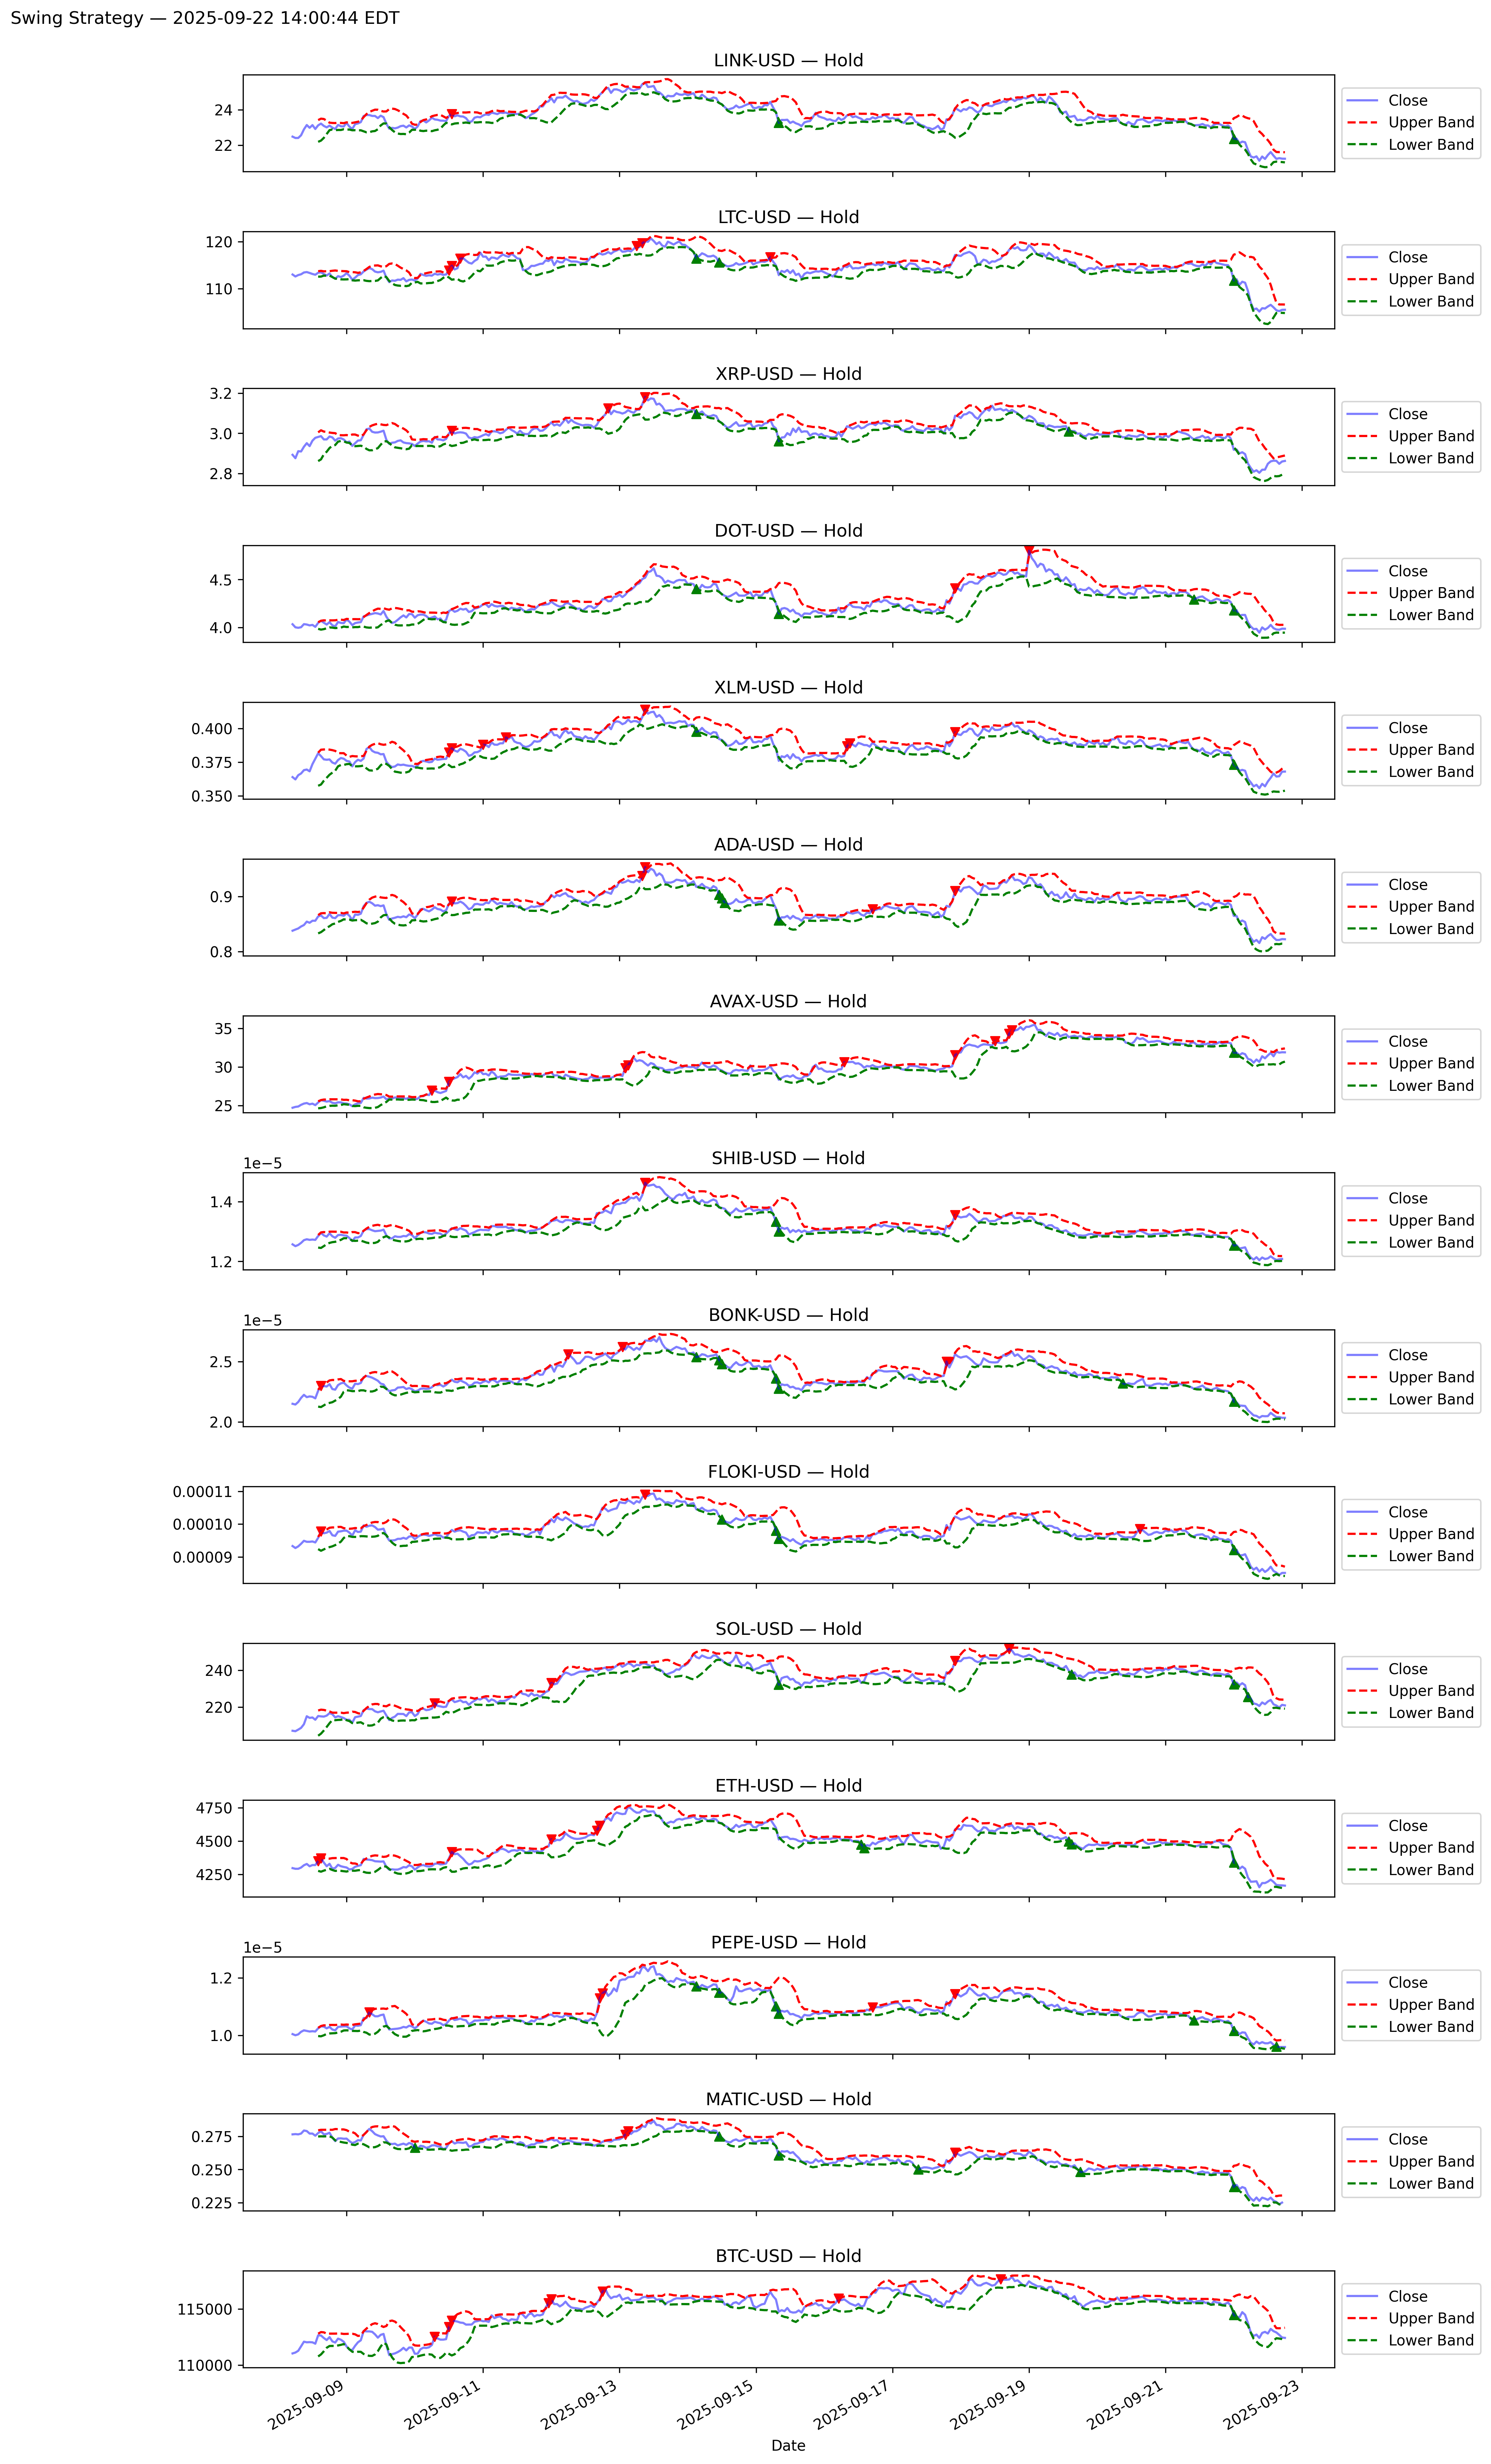 Swing Strategy — 2025-09-22 14:00:44 EDT
LINK-USD — Hold
24
22
Close
Upper Band
Lower Band
LTC-USD — Hold
120
110
Close
Upper Band
Lower Band
XRP-USD — Hold
3.2
3.0
2.8
Close
Upper Band
Lower Band
DOT-USD — Hold
4.5
4.0
Close
Upper Band
Lower Band
XLM-USD — Hold
0.400
0.375
0.350
Close
Upper Band
Lower Band
ADA-USD — Hold
0.9
0.8
Close
Upper Band
Lower Band
AVAX-USD — Hold
35
30
25
Close
Upper Band
Lower Band
SHIB-USD — Hold
1e−5
1.4
1.2
Close
Upper Band
Lower Band
BONK-USD — Hold
1e−5
2.5
2.0
Close
Upper Band
Lower Band
FLOKI-USD — Hold
0.00011
0.00010
0.00009
Close
Upper Band
Lower Band
SOL-USD — Hold
240
220
Close
Upper Band
Lower Band
ETH-USD — Hold
4750
4500
4250
Close
Upper Band
Lower Band
PEPE-USD — Hold
1e−5
1.2
1.0
Close
Upper Band
Lower Band
MATIC-USD — Hold
0.275
0.250
0.225
Close
Upper Band
Lower Band
BTC-USD — Hold
115000
110000
Close
Upper Band
Lower Band
2025-09-09
2025-09-11
2025-09-13
2025-09-15
2025-09-17
2025-09-19
2025-09-21
2025-09-23
Date